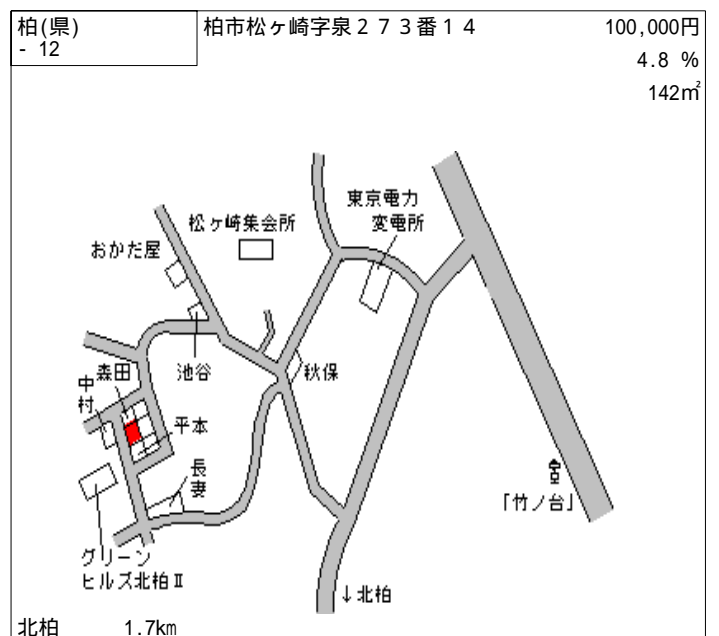 柏(県)
- 12
柏市松ヶ崎字泉２７３番１４
100,000円
4.8 %
142㎡
東京電力
変電所
松ヶ崎集会所
おかだ屋
池谷
秋保
森田
中村
平本
長妻
「竹ノ台」
グリーン
ヒルズ北柏Ⅱ
↓北柏
北柏 1.7km